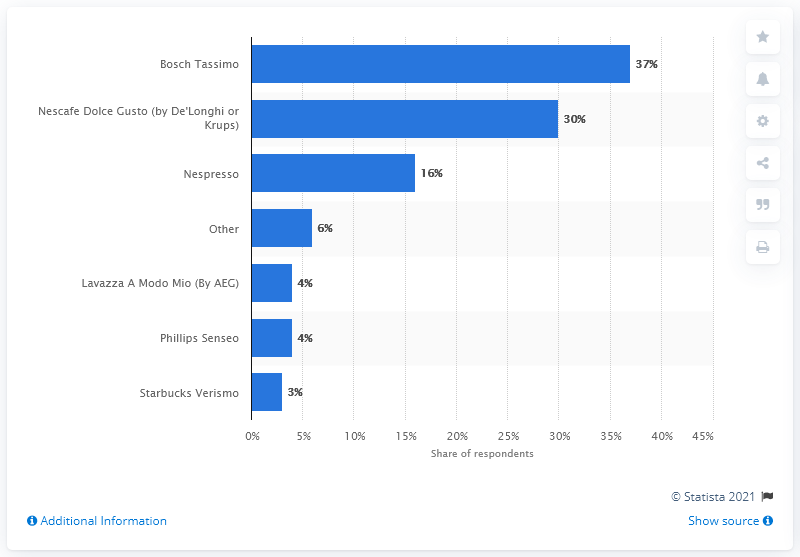 Bosch Tassimo
37%
Nescafe Dolce Gusto (by De'Longhi or
Krups)
30%
Nespresso
16%
Other
6%
Lavazza A Modo Mio (By AEG)
4%
Phillips Senseo
4%
Starbucks Verismo
3%
0% 5% 10% 15% 20% 25% 30% 35% 40% 45%
Share of respondents
© Statista 2021
Additional Information
Show source